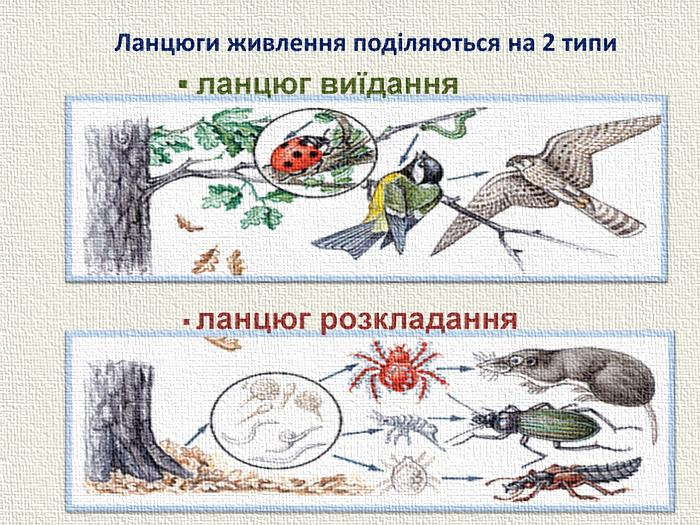 Ланцюги живлення поділяються на 2 типи
▪ ланцюг виїдання
▪ ланцюг розкладання